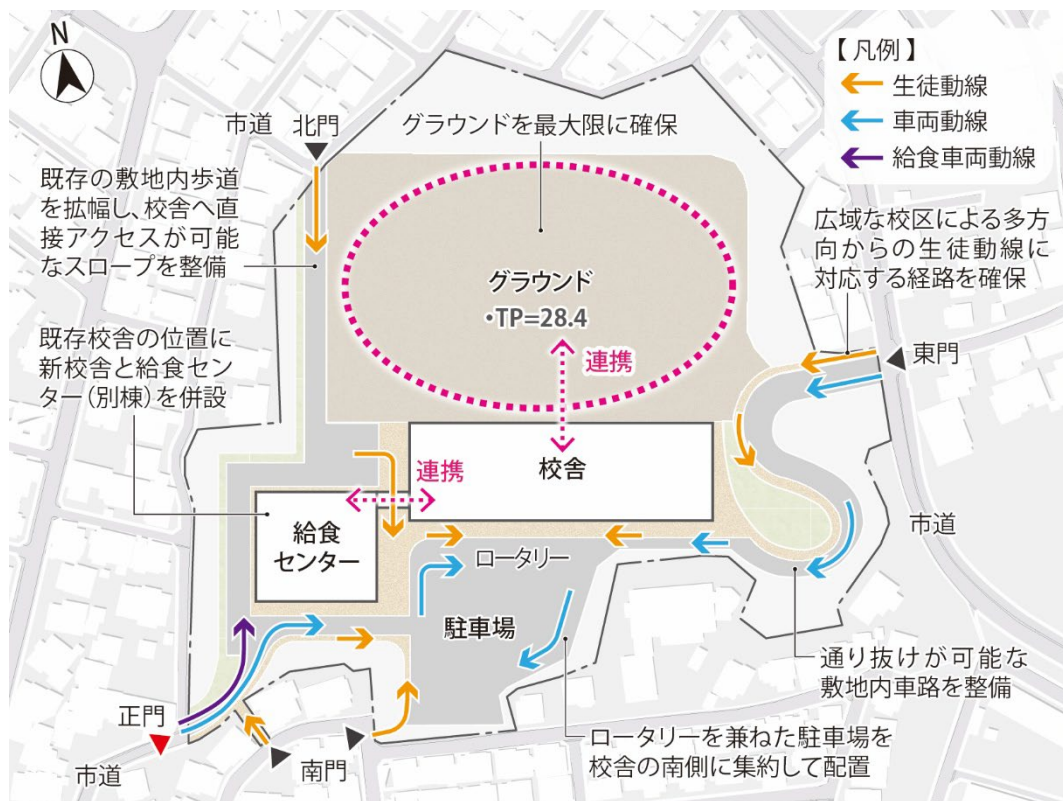 N
【凡例】
生徒動線
車両動線
給食車両動線
市道
北門
グラウンドを最大限に確保
既存の敷地内歩道
を拡幅し、校舎へ直
接アクセスが可能
なスロープを整備
広域な校区による多方
向からの生徒動線に
対応する経路を確保
グラウンド
・TP=28.4
連携
東門
既存校舎の位置に
新校舎と給食セン
ター(別棟)を併設
連携
校舎
給食
センター
ロータリー
市道
駐車場
通り抜けが可能な
敷地内車路を整備
正門
市道
南門
ロータリーを兼ねた駐車場を
校舎の南側に集約して配置